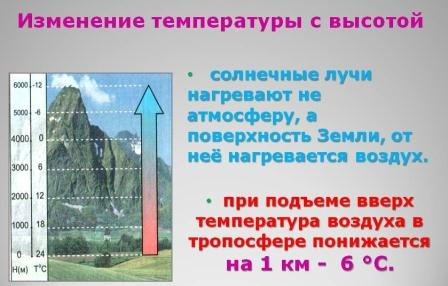 Изменение температуры с высотой
• солнечные лучи
нагревают не
атмосферу, а
поверхность Земли, от
неё нагревается воздух.
• при подъеме вверх
температура воздуха в
тропосфере понижается
на 1 км - 6 °C.
6000 -12
5000 -6
4000 0
3000 6
2000 12
1000 18
0 24
Н(м) Т°С